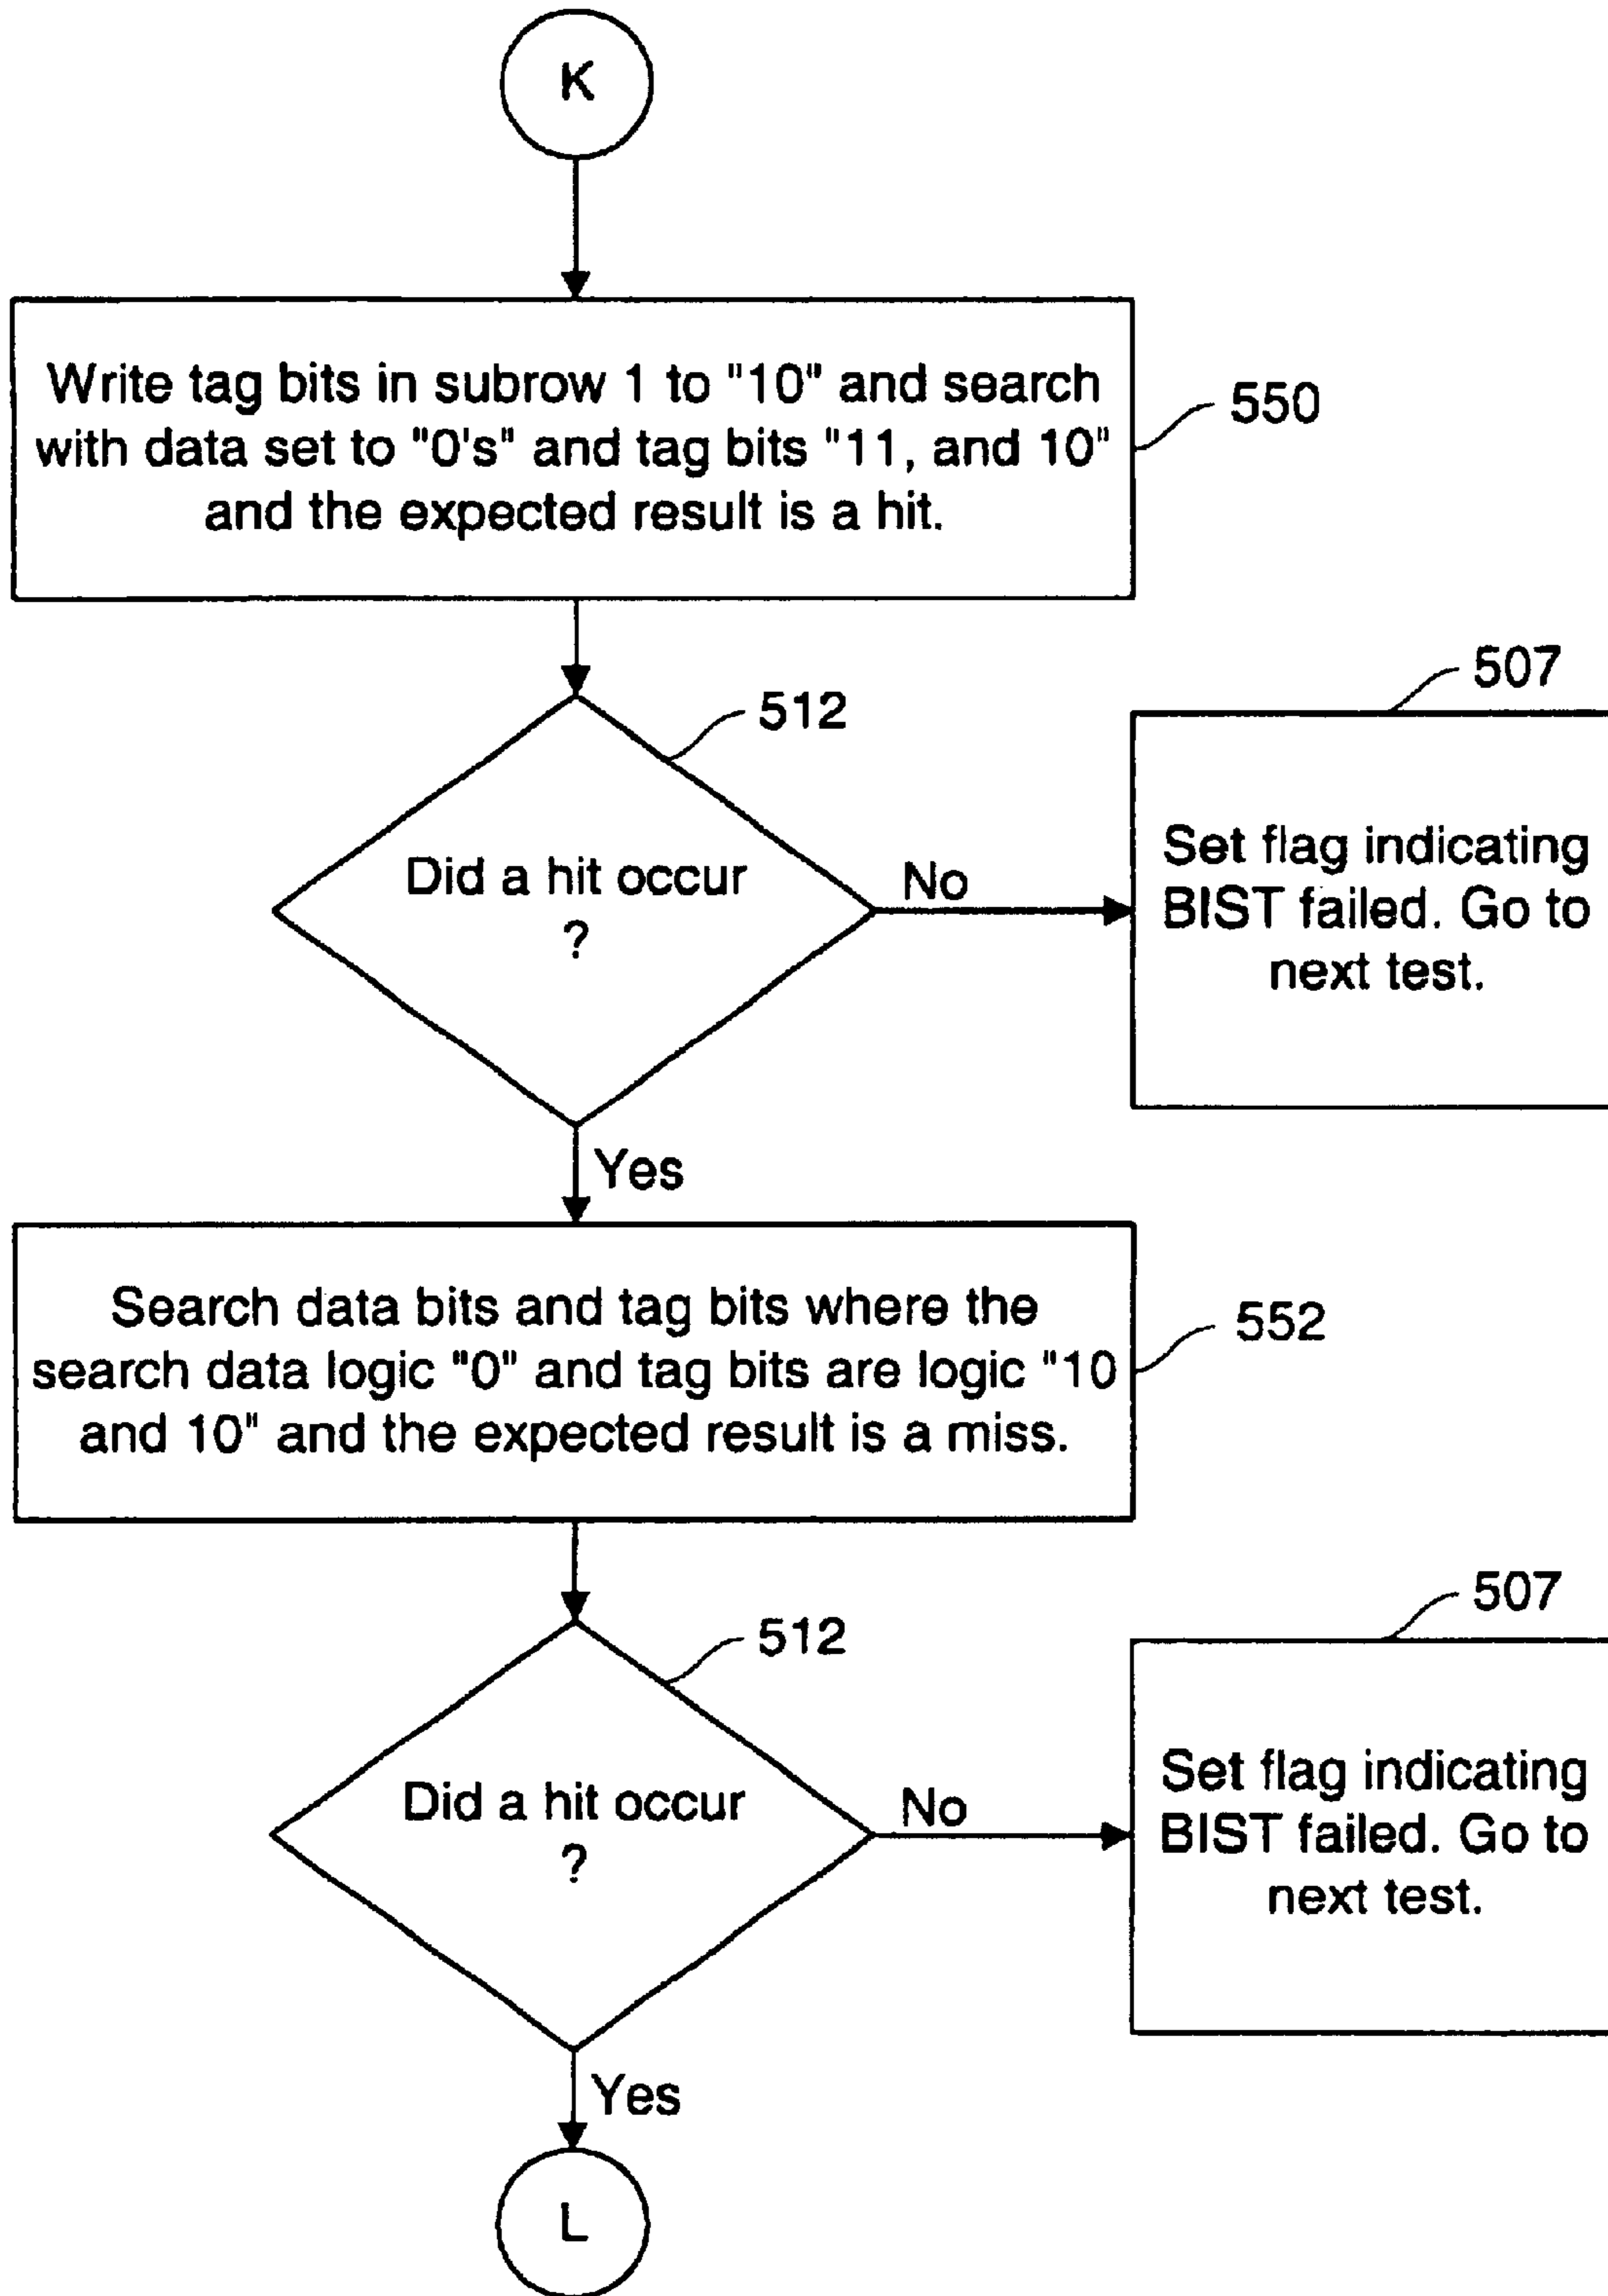 K
Write tag bits in subrow 1 to "10" and search
with data set to "0's" and tag bits "11, and 10"
and the expected result is a hit.
550
512
507
Did a hit occur
?
No
Set flag indicating
BIST failed. Go to
next test.
Yes
Search data bits and tag bits where the
search data logic "0" and tag bits are logic "10
and 10" and the expected result is a miss.
552
512
507
Did a hit occur
?
No
Set flag indicating
BIST failed. Go to
next test.
Yes
L